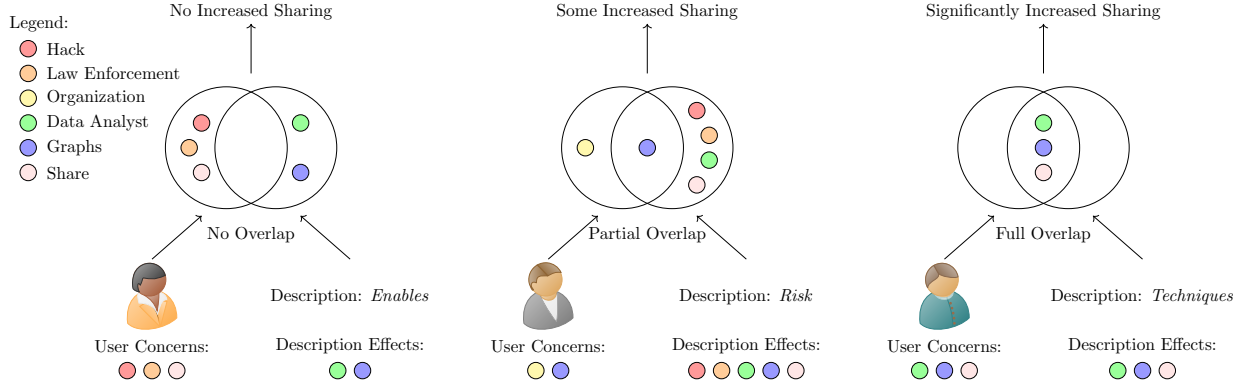 No Increased Sharing
Some Increased Sharing
Significantly Increased Sharing
Legend:
Hack
Law Enforcement
Organization
Data Analyst
Graphs
Share
No Overlap
Partial Overlap
Full Overlap
Description: Enables
Description: Risk
Description: Techniques
User Concerns:
Description Effects:
User Concerns:
Description Effects:
User Concerns:
Description Effects: